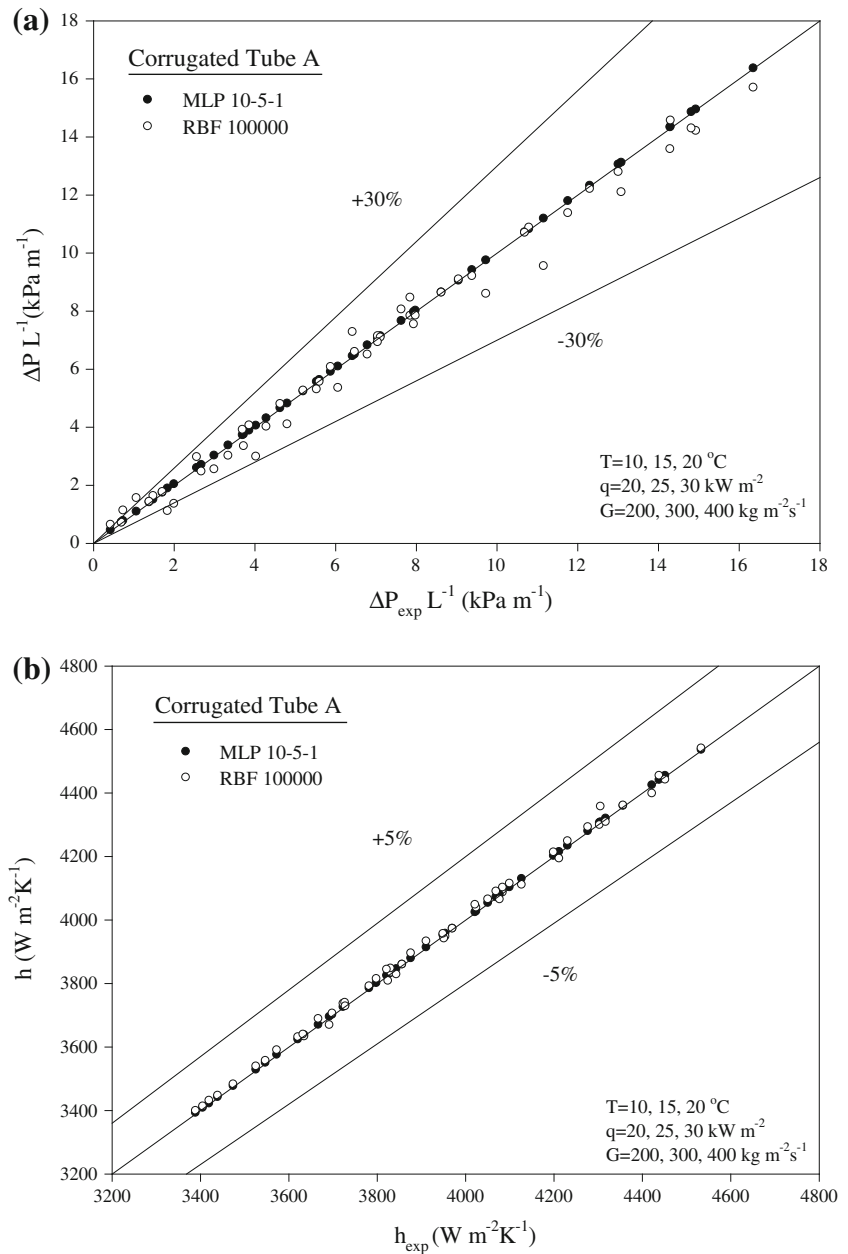 (a)
18
16
14
12
10
8
6
4
2
0
ΔP L⁻¹ (kPa m⁻¹)
Corrugated Tube A
MLP 10-5-1
RBF 100000
+30%
-30%
T=10, 15, 20 °C
q=20, 25, 30 kW m⁻²
G=200, 300, 400 kg m⁻²s⁻¹
0 2 4 6 8 10 12 14 16 18
ΔP_exp L⁻¹ (kPa m⁻¹)
(b)
4800
4600
4400
4200
4000
3800
3600
3400
3200
h (W m⁻²K⁻¹)
Corrugated Tube A
MLP 10-5-1
RBF 100000
+5%
-5%
T=10, 15, 20 °C
q=20, 25, 30 kW m⁻²
G=200, 300, 400 kg m⁻²s⁻¹
3200 3400 3600 3800 4000 4200 4400 4600 4800
h_exp (W m⁻²K⁻¹)